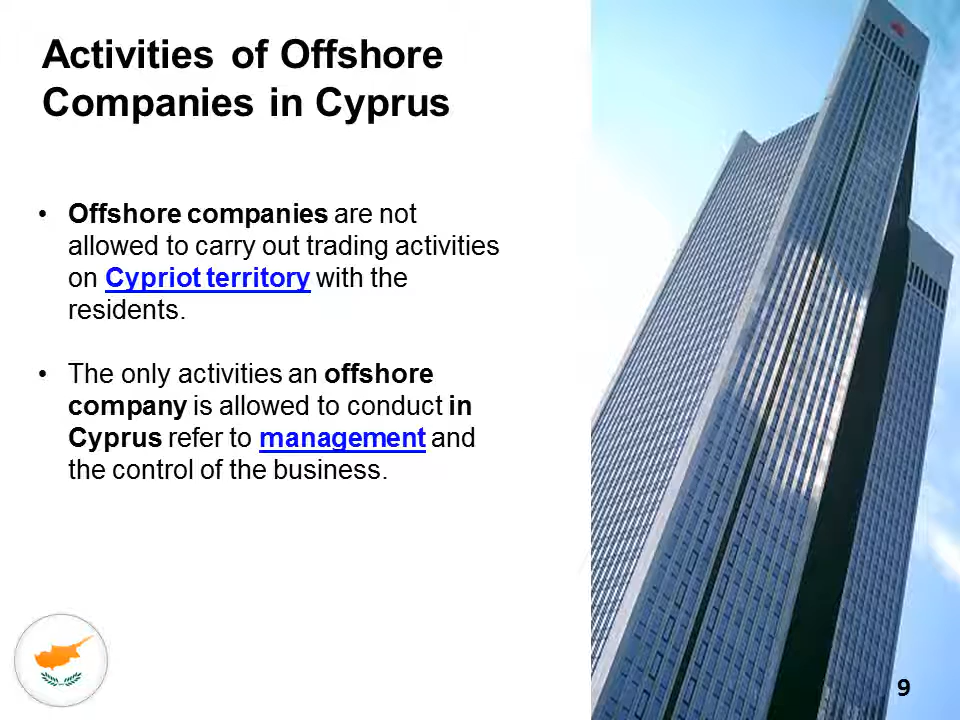 Activities of Offshore
Companies in Cyprus
• Offshore companies are not
allowed to carry out trading activities
on Cypriot territory with the
residents.
• The only activities an offshore
company is allowed to conduct in
Cyprus refer to management and
the control of the business.
9